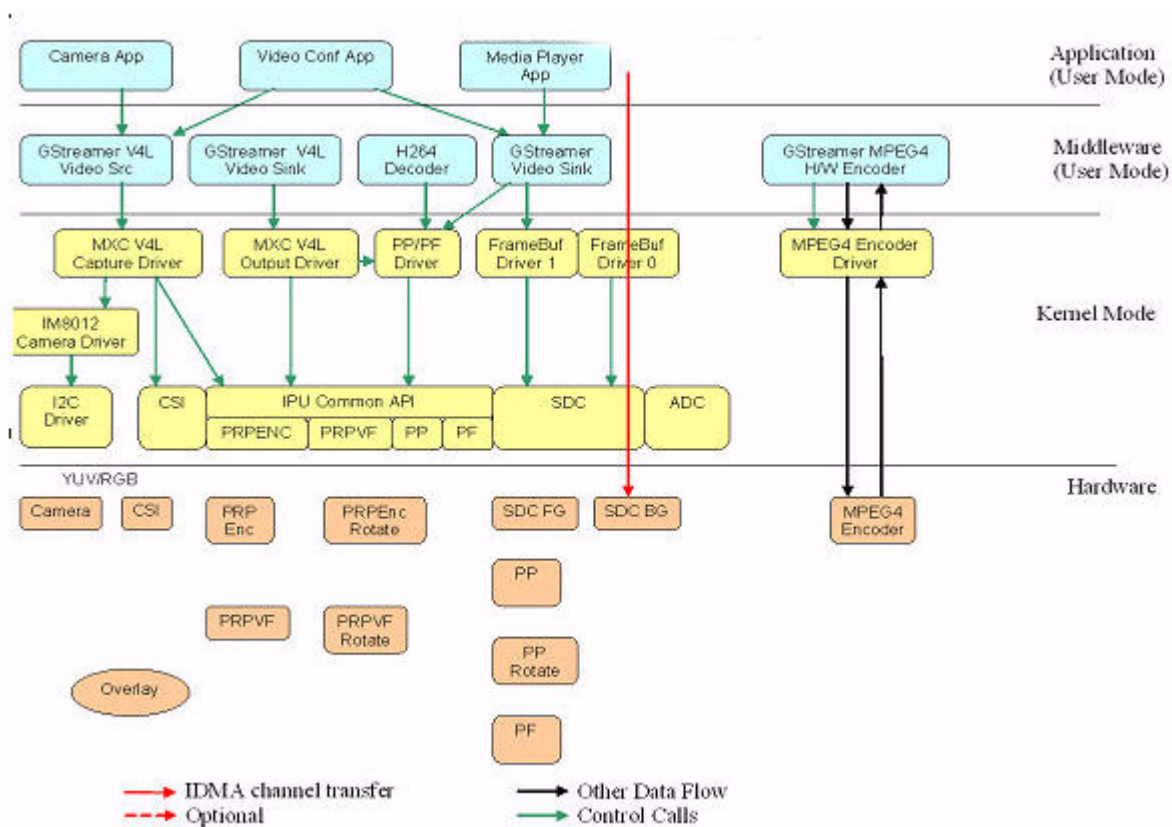 Camera App
Video Conf App
Media Player
App
Application
(User Mode)
GStreamer V4L
Video Src
GStreamer V4L
Video Sink
H264
Decoder
GStreamer
Video Sink
GStreamer MPEG4
H/W Encoder
Middleware
(User Mode)
MXC V4L
Capture Driver
MXC V4L
Output Driver
PP/PF
Driver
FrameBuf
Driver 1
FrameBuf
Driver 0
MPEG4 Encoder
Driver
Kernel Mode
IM8012
Camera Driver
I2C
Driver
CSI
IPU Common API
PRPENC
PRPVF
PP
PF
SDC
ADC
Hardware
YUV/RGB
Camera
CSI
PRP
Enc
PRPEnc
Rotate
SDC FG
SDC BG
MPEG4
Encoder
PP
PRPVF
PRPVF
Rotate
PP
Rotate
Overlay
PF
IDMA channel transfer
Other Data Flow
Optional
Control Calls